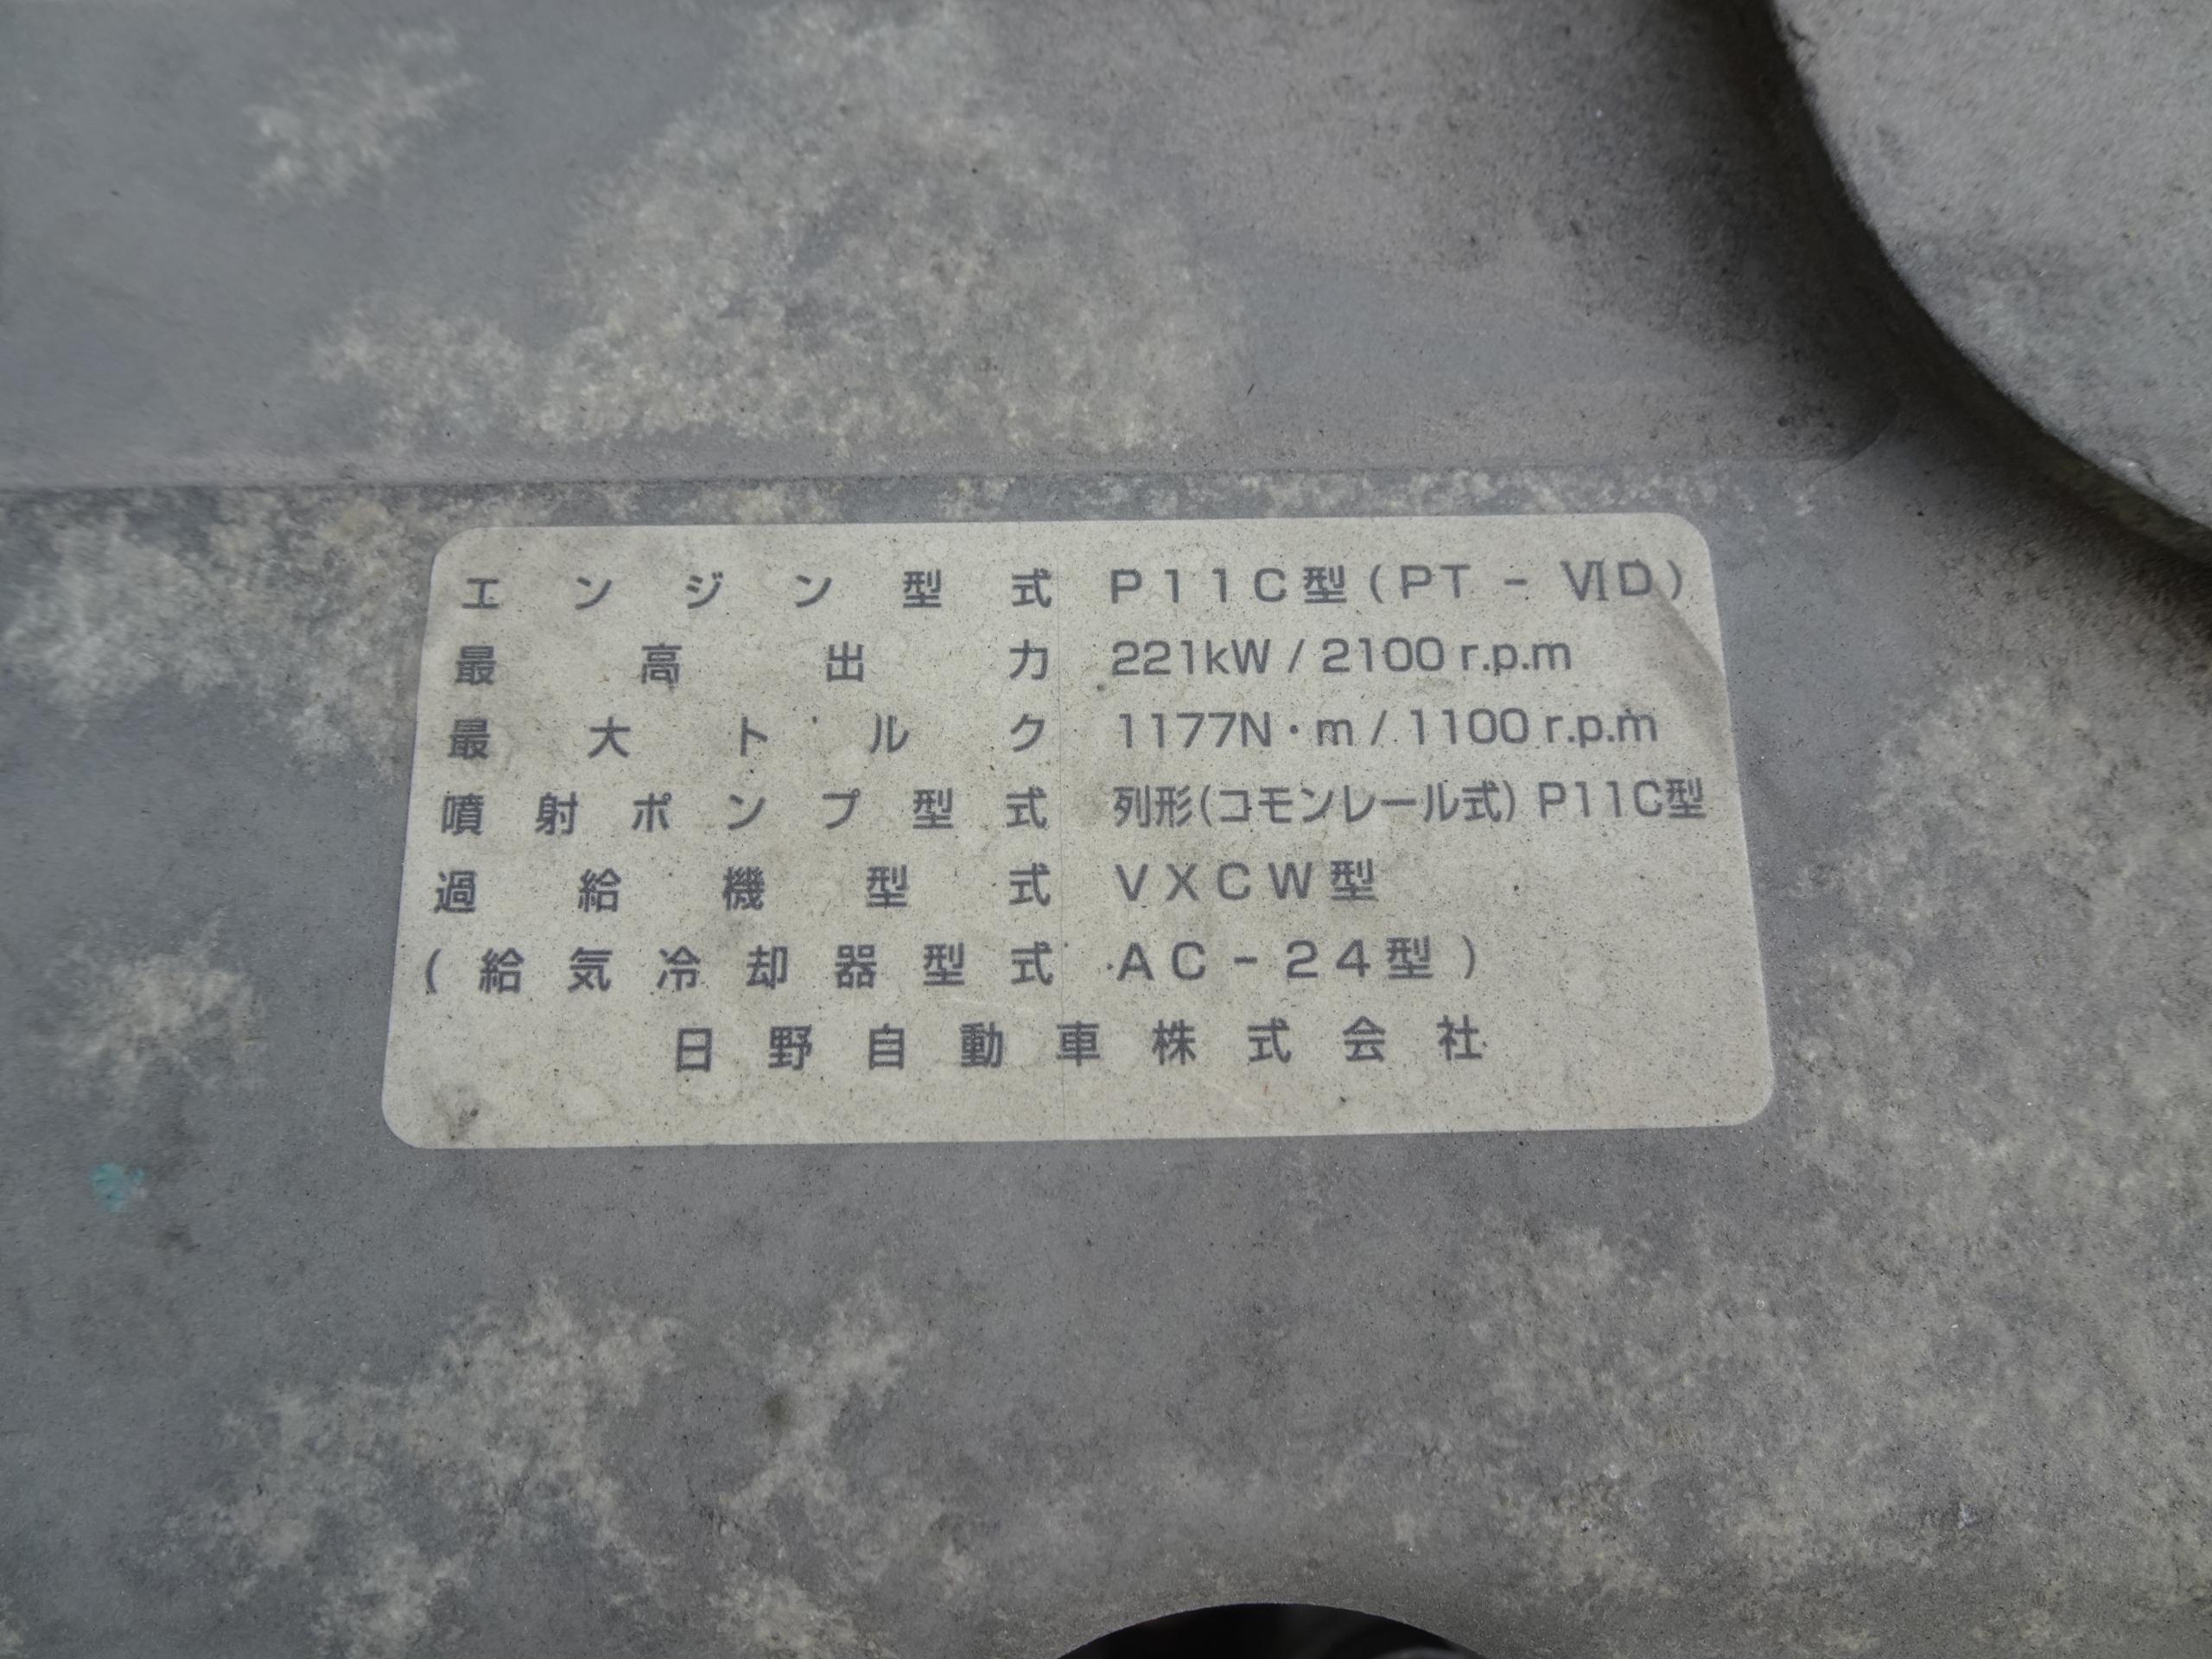 エンジン型式 P11C型(PT-ⅥD)
最高出力 221kW/2100r.p.m
最大トルク 1177N・m/1100r.p.m
噴射ポンプ型式 列形(コモンレール式) P11C型
過給機型式 VXCW型
(給気冷却器型式 AC-24型)
日野自動車株式会社